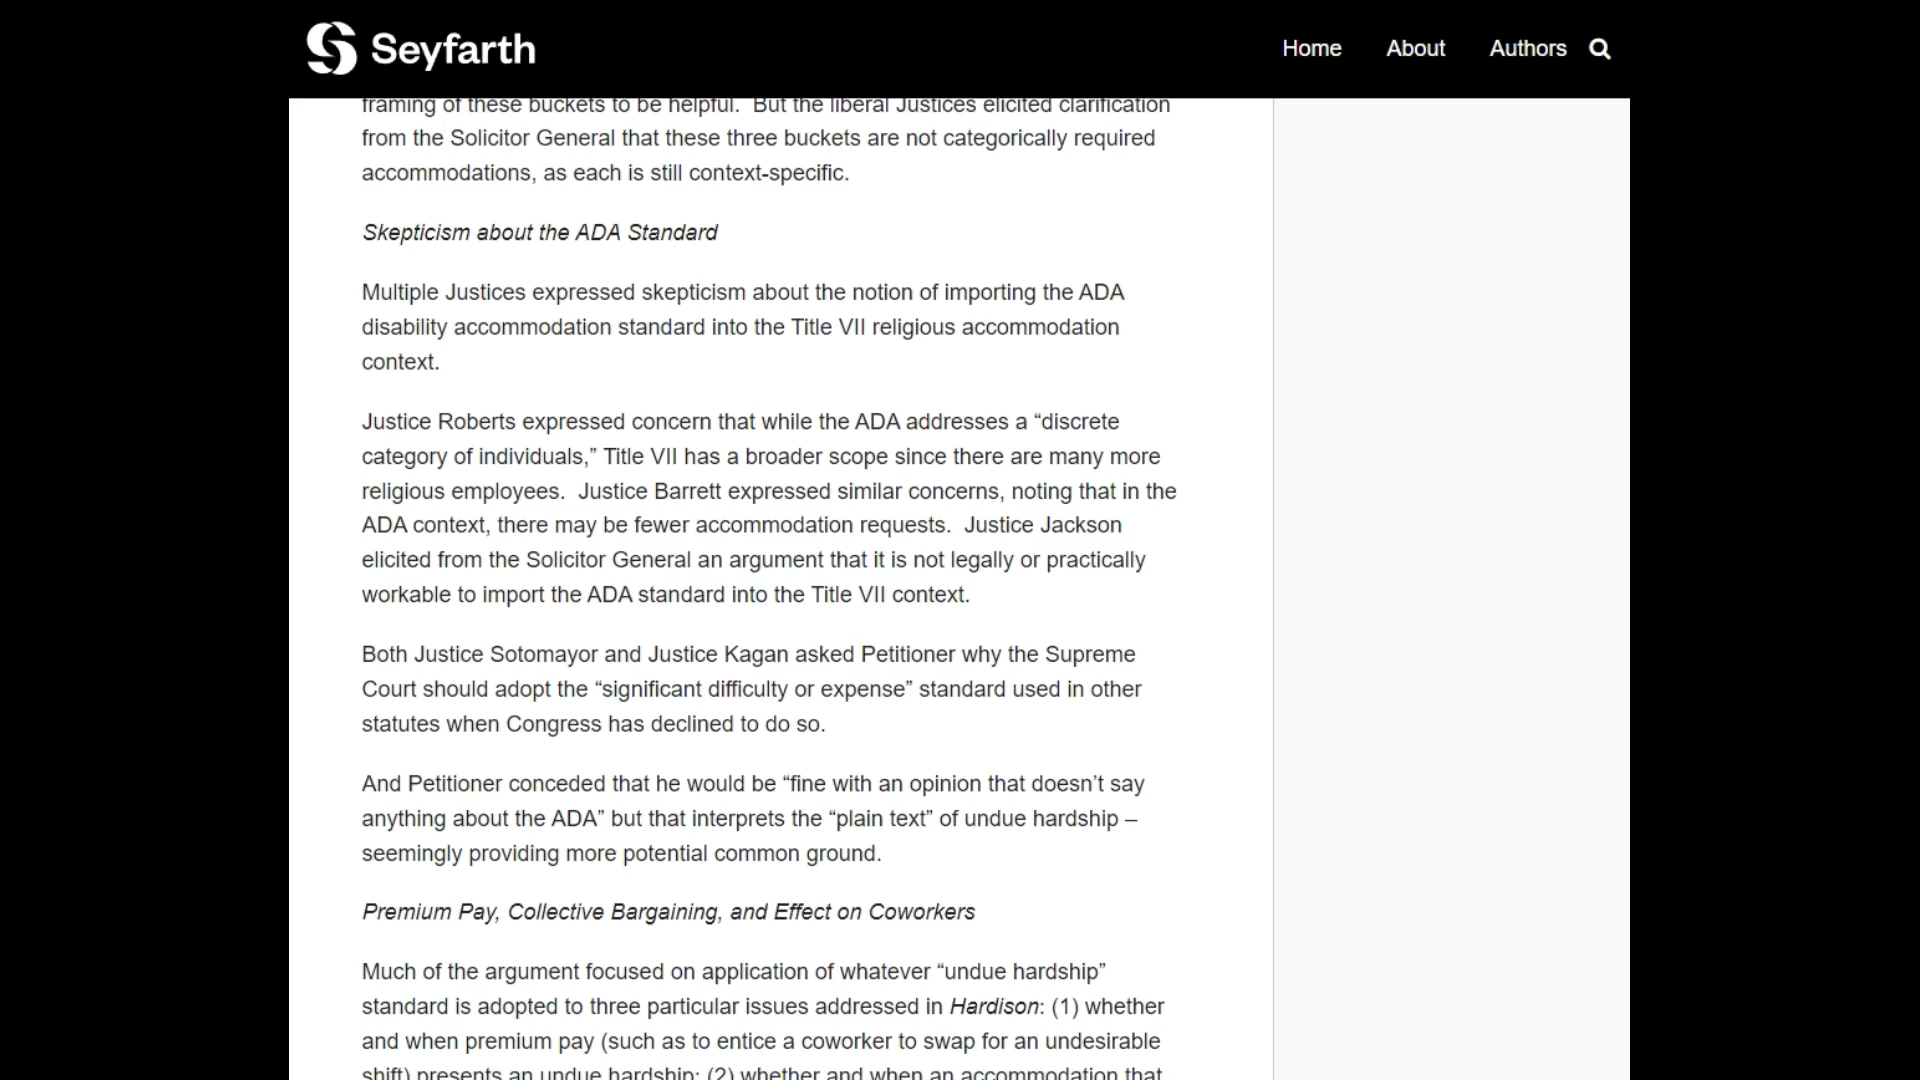 Seyfarth
Home
About
Authors
framing of these buckets to be helpful.  But the liberal Justices elicited clarification
from the Solicitor General that these three buckets are not categorically required
accommodations, as each is still context-specific.
Skepticism about the ADA Standard
Multiple Justices expressed skepticism about the notion of importing the ADA
disability accommodation standard into the Title VII religious accommodation
context.
Justice Roberts expressed concern that while the ADA addresses a “discrete
category of individuals,” Title VII has a broader scope since there are many more
religious employees.  Justice Barrett expressed similar concerns, noting that in the
ADA context, there may be fewer accommodation requests.  Justice Jackson
elicited from the Solicitor General an argument that it is not legally or practically
workable to import the ADA standard into the Title VII context.
Both Justice Sotomayor and Justice Kagan asked Petitioner why the Supreme
Court should adopt the “significant difficulty or expense” standard used in other
statutes when Congress has declined to do so.
And Petitioner conceded that he would be “fine with an opinion that doesn’t say
anything about the ADA” but that interprets the “plain text” of undue hardship –
seemingly providing more potential common ground.
Premium Pay, Collective Bargaining, and Effect on Coworkers
Much of the argument focused on application of whatever “undue hardship”
standard is adopted to three particular issues addressed in Hardison: (1) whether
and when premium pay (such as to entice a coworker to swap for an undesirable
shift) presents an undue hardship; (2) whether and when an accommodation that